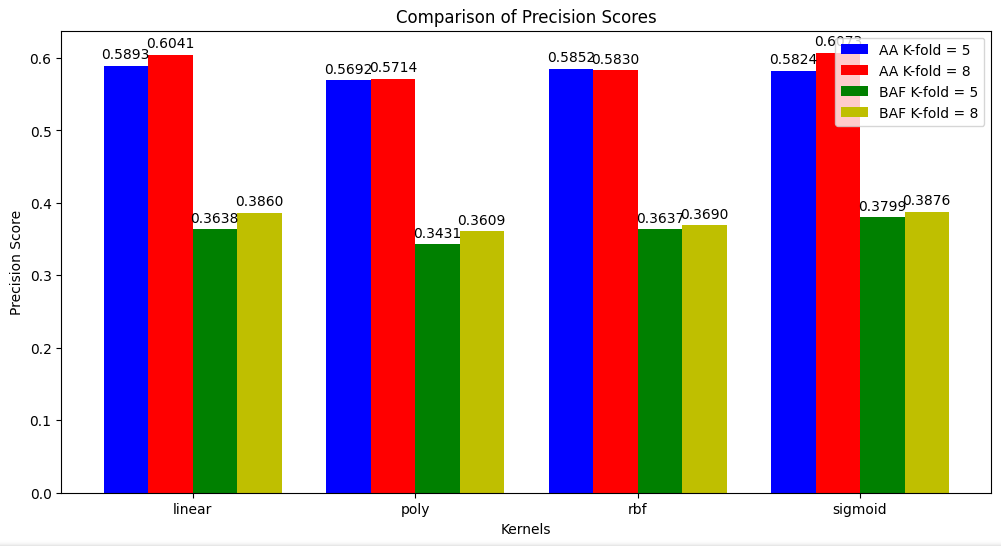 Comparison of Precision Scores
0.5893
0.6041
0.3638
0.3860
0.5692
0.5714
0.3431
0.3609
0.5852
0.5830
0.3637
0.3690
0.5824
0.6073
0.3799
0.3876
AA K-fold = 5
AA K-fold = 8
BAF K-fold = 5
BAF K-fold = 8
Precision Score
0.6
0.5
0.4
0.3
0.2
0.1
0.0
linear
poly
rbf
sigmoid
Kernels